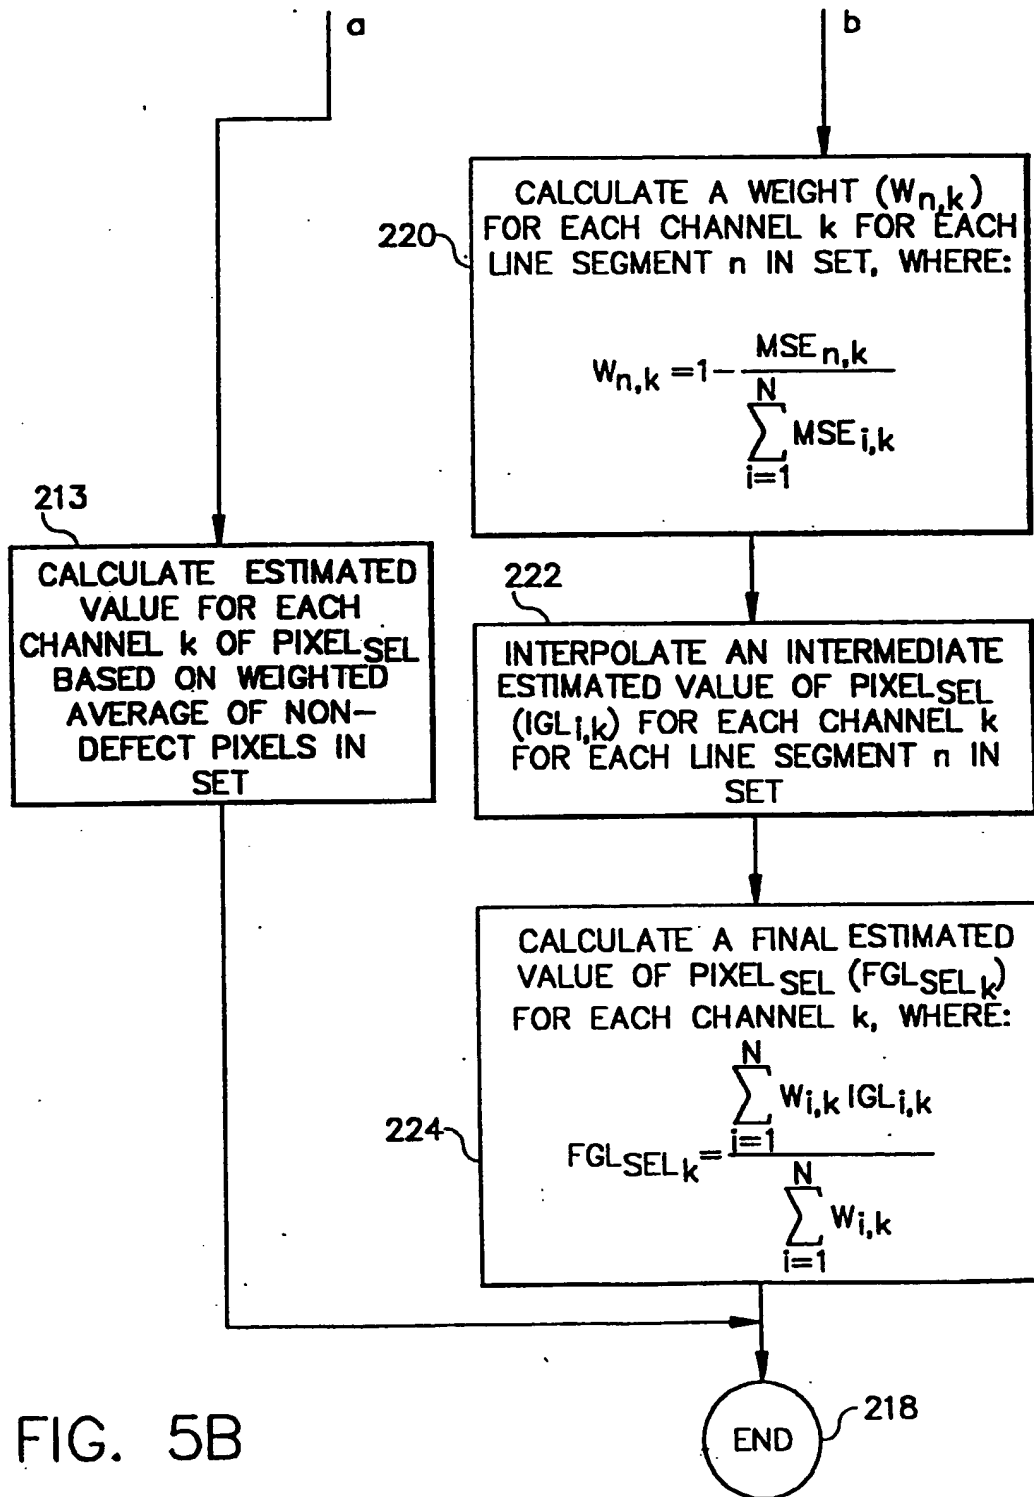 a
b
220
CALCULATE A WEIGHT (Wn,k)
FOR EACH CHANNEL k FOR EACH
LINE SEGMENT n IN SET, WHERE:
Wn,k = 1 - MSEn,k
N
∑ MSEi,k
i=1
213
CALCULATE ESTIMATED
VALUE FOR EACH
CHANNEL k OF PIXELSEL
BASED ON WEIGHTED
AVERAGE OF NON-
DEFECT PIXELS IN
SET
222
INTERPOLATE AN INTERMEDIATE
ESTIMATED VALUE OF PIXELSEL
(IGLi,k) FOR EACH CHANNEL k
FOR EACH LINE SEGMENT n IN
SET
224
CALCULATE A FINAL ESTIMATED
VALUE OF PIXELSEL (FGLSELk)
FOR EACH CHANNEL k, WHERE:
N
∑ Wi,k IGLi,k
i=1
FGLSELk =
N
∑ Wi,k
i=1
END
218
FIG. 5B